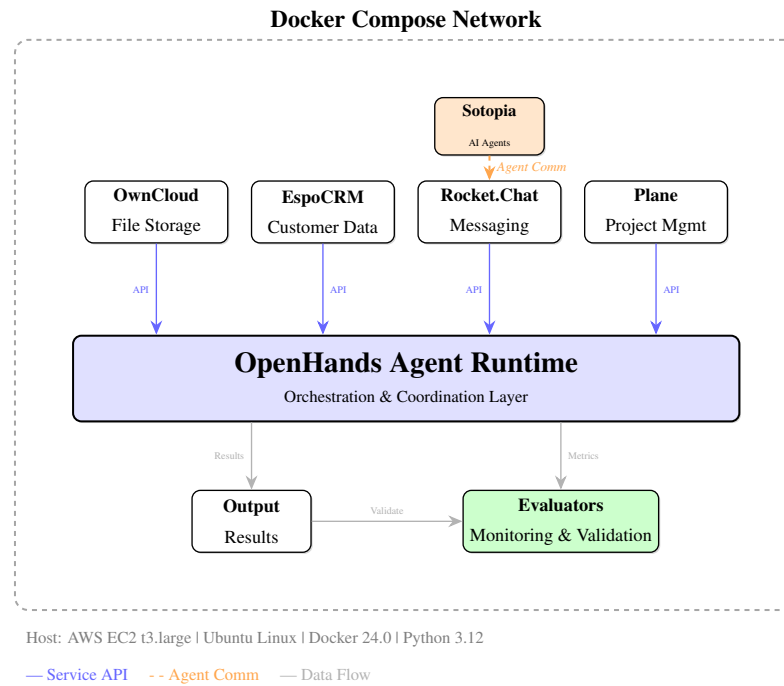 Docker Compose Network
Sotopia
AI Agents
Agent Comm
OwnCloud
File Storage
EspoCRM
Customer Data
Rocket.Chat
Messaging
Plane
Project Mgmt
API
API
API
API
OpenHands Agent Runtime
Orchestration & Coordination Layer
Results
Metrics
Output
Results
Validate
Evaluators
Monitoring & Validation
Host: AWS EC2 t3.large | Ubuntu Linux | Docker 24.0 | Python 3.12
— Service API - - Agent Comm — Data Flow